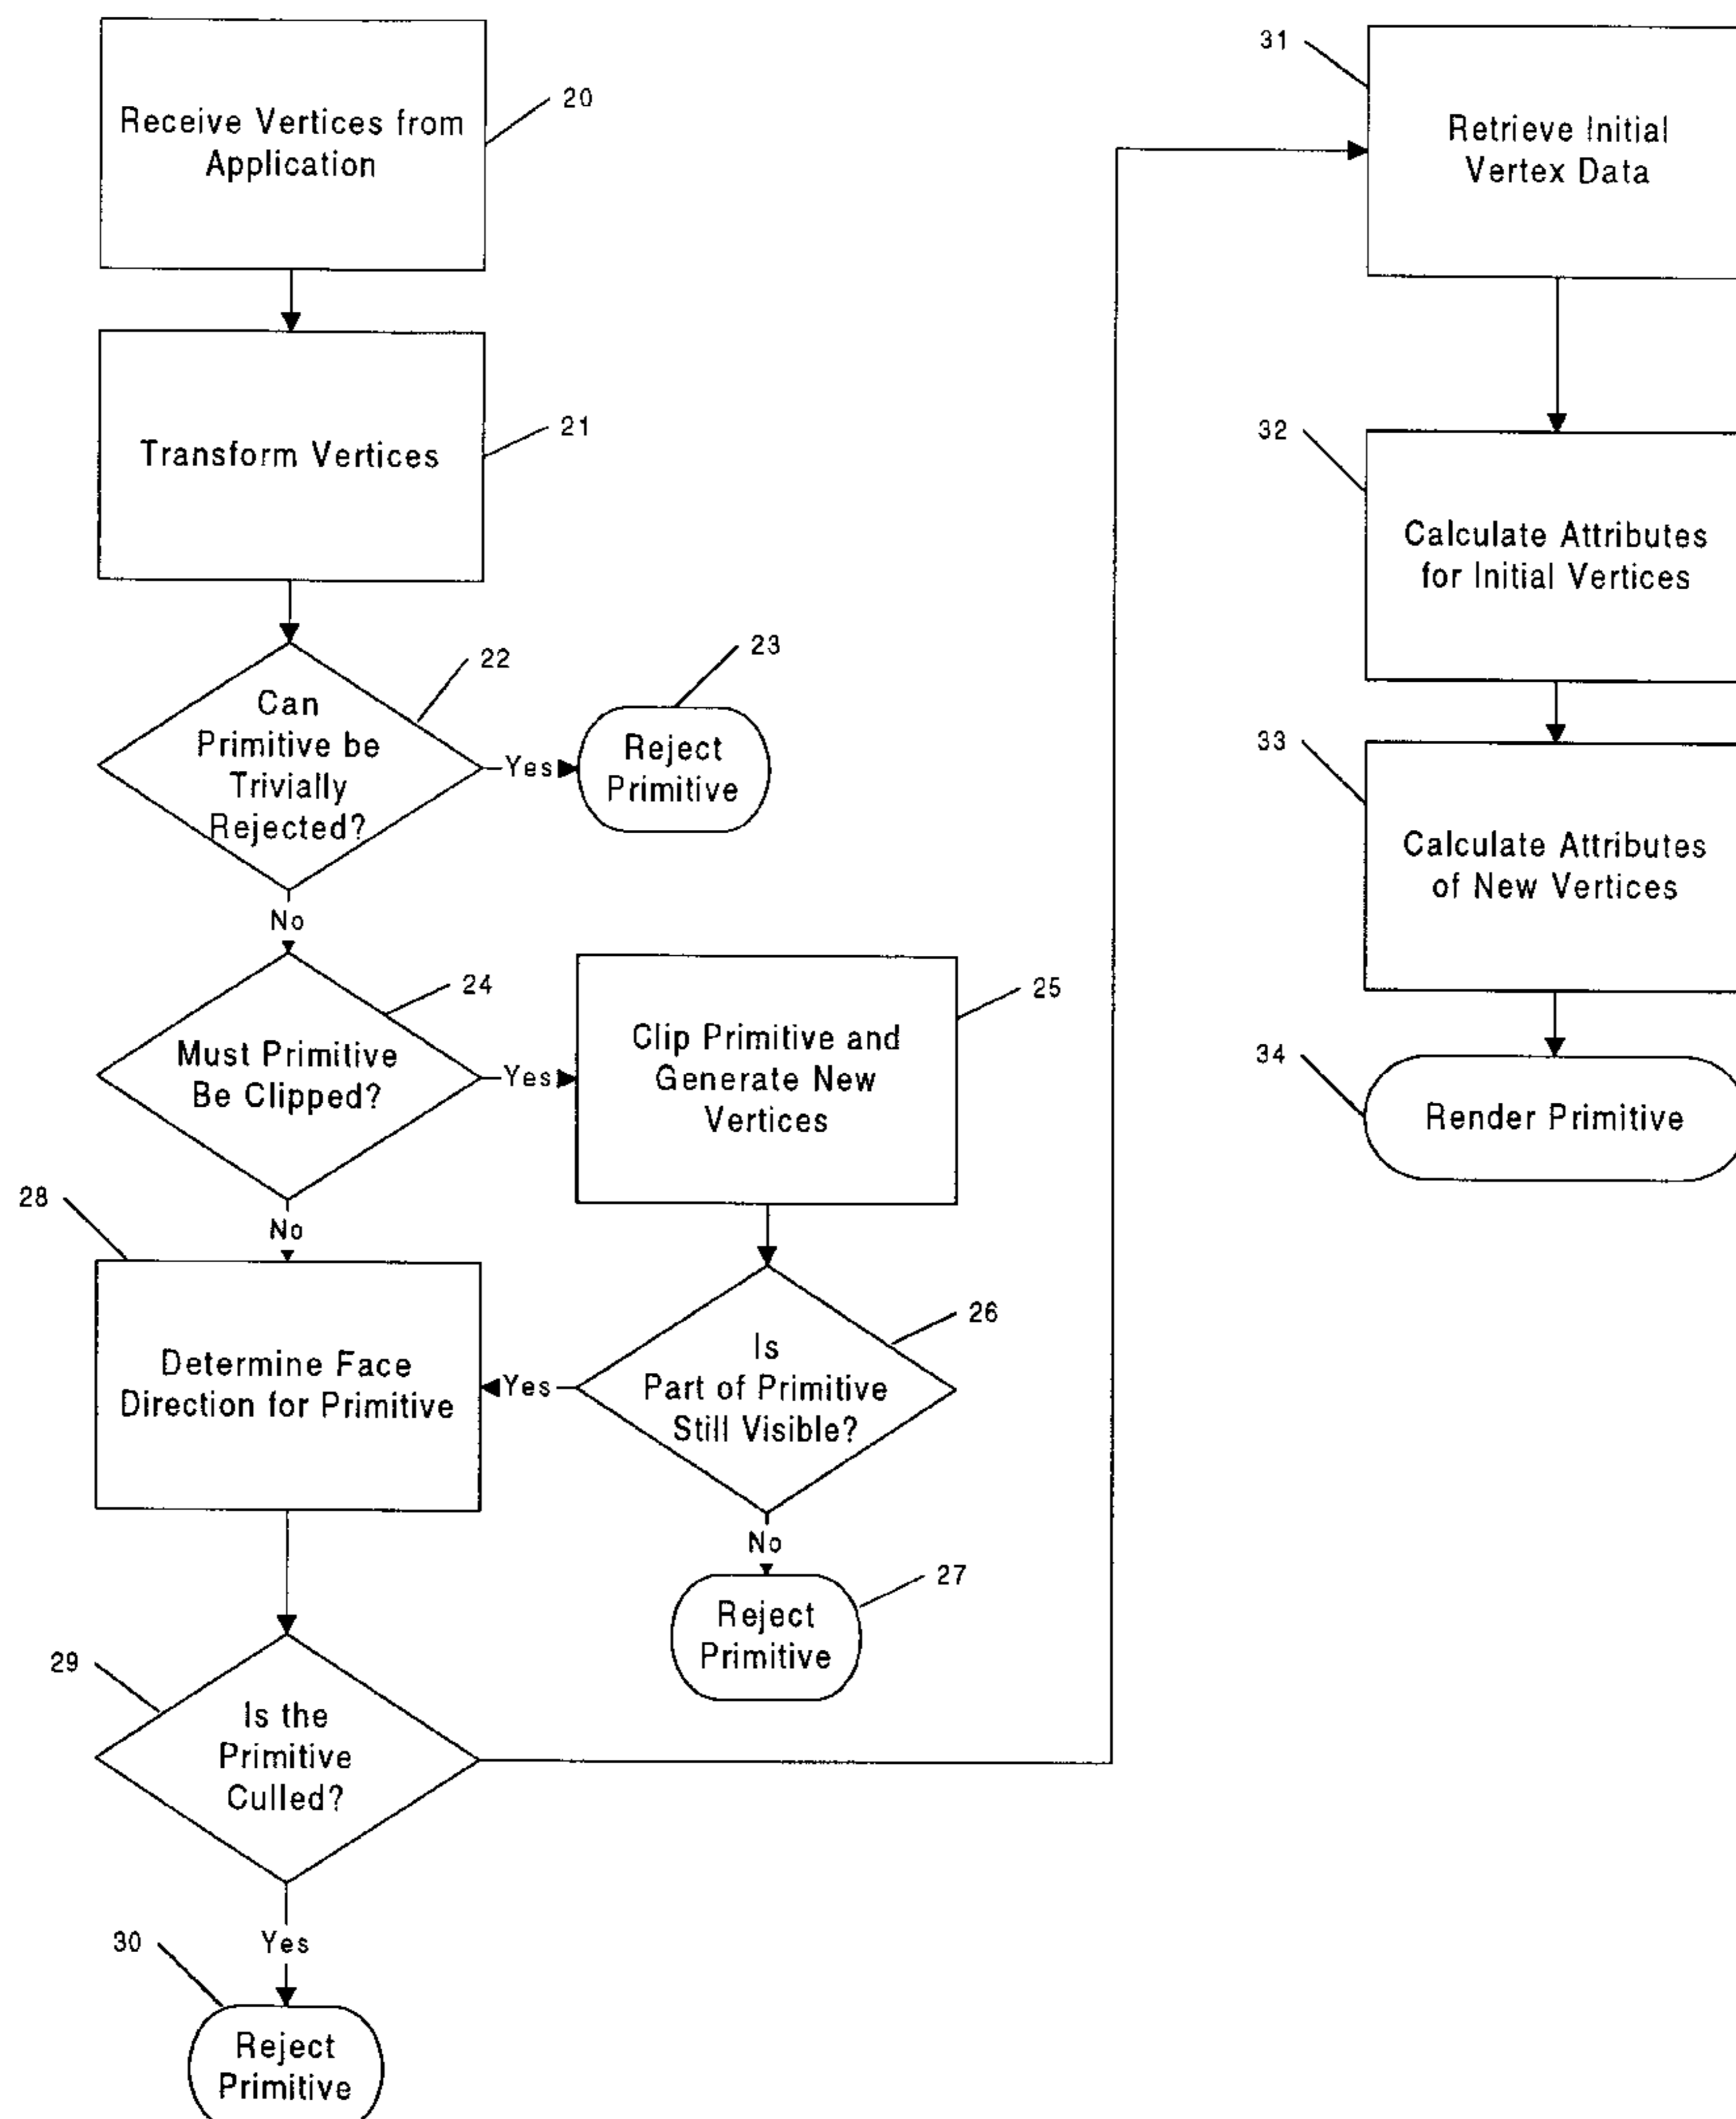 Receive Vertices from
Application
20
Transform Vertices
21
Can
Primitive be
Trivially
Rejected?
22
Yes
Reject
Primitive
23
No
Must Primitive
Be Clipped?
24
Yes
Clip Primitive and
Generate New
Vertices
25
No
28
Determine Face
Direction for Primitive
Yes
Is
Part of Primitive
Still Visible?
26
No
Reject
Primitive
27
29
Is the
Primitive
Culled?
Yes
30
Reject
Primitive
31
Retrieve Initial
Vertex Data
32
Calculate Attributes
for Initial Vertices
33
Calculate Attributes
of New Vertices
34
Render Primitive